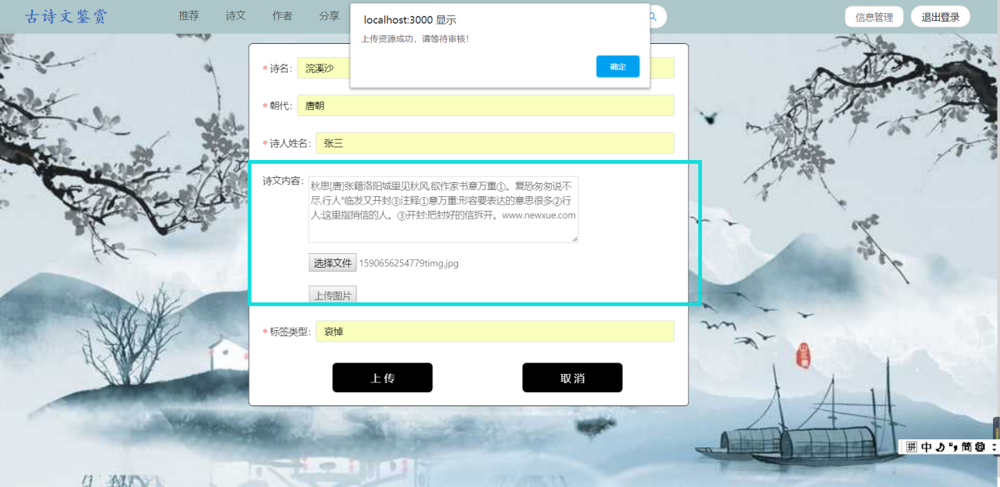 古诗文鉴赏
推荐 诗文 作者 分享
信息管理 退出登录
localhost:3000 显示
上传资源成功，请等待审核！
确定
*诗名： 浣溪沙
*朝代： 唐朝
*诗人姓名： 张三
诗文内容：
秋思[唐]张籍洛阳城里见秋风,欲作家书意万重①。复恐匆匆说不
尽,行人°临发又开封③注释①意万重:形容要表达的意思很多②行
人:这里指捎信的人。③开封:把封好的信拆开。www.newxue.com
选择文件 1590656254779timg.jpg
上传图片
*标签类型： 哀悼
上 传 取 消
拼 中 简